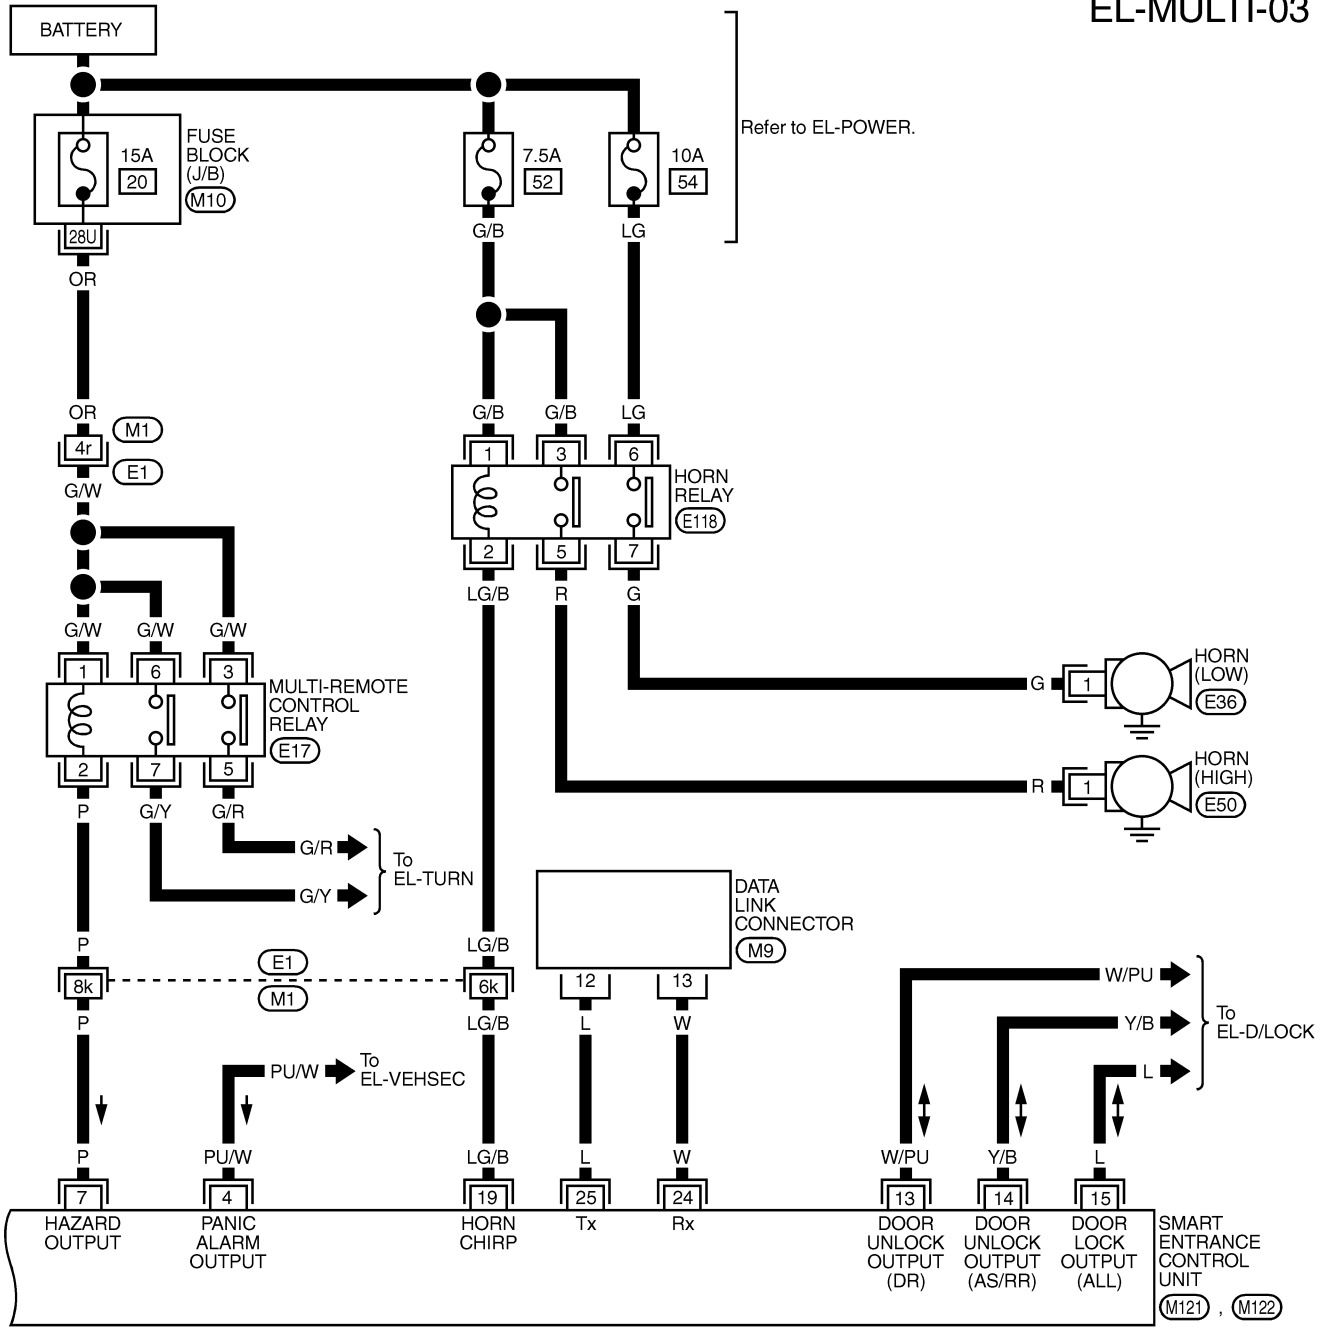 EL-MULTI-03
BATTERY
Refer to EL-POWER.
15A
20
FUSE
BLOCK
(J/B)
M10
7.5A
52
10A
54
28U
G/B
LG
OR
OR
M1
4r
E1
G/W
G/B
G/B
LG
1
3
6
HORN
RELAY
E118
2
5
7
LG/B
R
G
G/W
G/W
G/W
1
6
3
MULTI-REMOTE
CONTROL
RELAY
E17
2
7
5
P
G/Y
G/R
G
1
HORN
(LOW)
E36
R
1
HORN
(HIGH)
E50
G/R
G/Y
To
EL-TURN
DATA
LINK
CONNECTOR
M9
P
LG/B
E1
8k
6k
M1
12
13
P
LG/B
L
W
W/PU
Y/B
L
To
EL-D/LOCK
PU/W
To
EL-VEHSEC
P
PU/W
LG/B
L
W
W/PU
Y/B
L
7
4
19
25
24
13
14
15
HAZARD
OUTPUT
PANIC
ALARM
OUTPUT
HORN
CHIRP
Tx
Rx
DOOR
UNLOCK
OUTPUT
(DR)
DOOR
UNLOCK
OUTPUT
(AS/RR)
DOOR
LOCK
OUTPUT
(ALL)
SMART
ENTRANCE
CONTROL
UNIT
M121 , M122